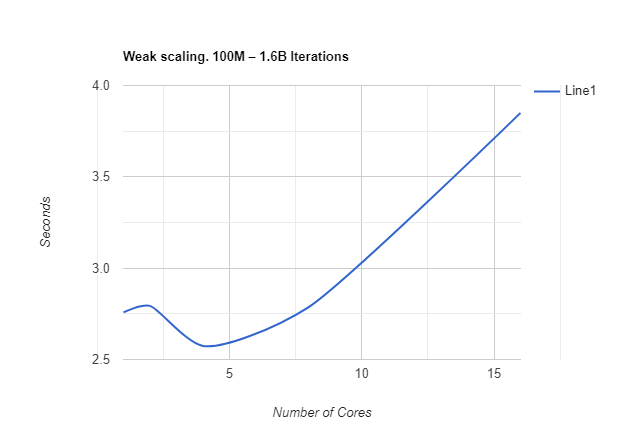 Weak scaling. 100M – 1.6B Iterations
4.0
Line1
3.5
Seconds
3.0
2.5
5
10
15
Number of Cores